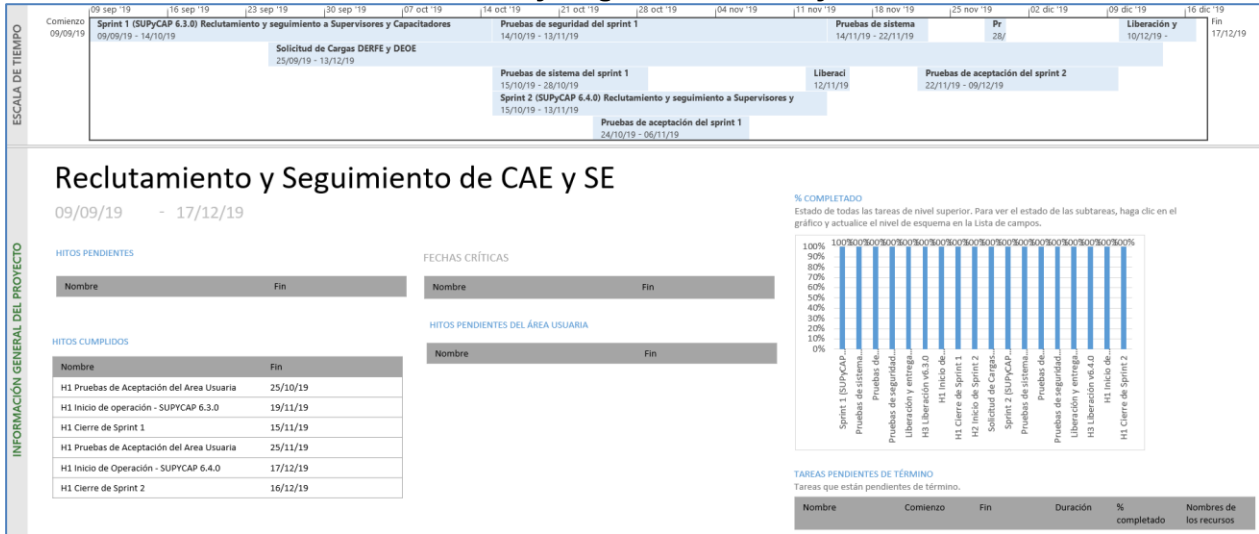 09 sep '19 16 sep '19 23 sep '19 30 sep '19 07 oct '19 14 oct '19 21 oct '19 28 oct '19 04 nov '19 11 nov '19 18 nov '19 25 nov '19 02 dic '19 09 dic '19 16 dic '19
ESCALA DE TIEMPO
Comienzo
09/09/19
Sprint 1 (SUPyCAP 6.3.0) Reclutamiento y seguimiento a Supervisores y Capacitadores
09/09/19 - 14/10/19
Pruebas de seguridad del sprint 1
14/10/19 - 13/11/19
Pruebas de sistema
14/11/19 - 22/11/19
Pr
28/
Liberación y
10/12/19 -
Fin
17/12/19
Solicitud de Cargas DERFE y DEOE
25/09/19 - 13/12/19
Pruebas de sistema del sprint 1
15/10/19 - 28/10/19
Liberaci
12/11/19
Pruebas de aceptación del sprint 2
22/11/19 - 09/12/19
Sprint 2 (SUPyCAP 6.4.0) Reclutamiento y seguimiento a Supervisores y
15/10/19 - 13/11/19
Pruebas de aceptación del sprint 1
24/10/19 - 06/11/19
INFORMACIÓN GENERAL DEL PROYECTO
Reclutamiento y Seguimiento de CAE y SE
09/09/19 - 17/12/19
HITOS PENDIENTES
Nombre Fin
FECHAS CRÍTICAS
Nombre Fin
HITOS CUMPLIDOS
Nombre Fin
H1 Pruebas de Aceptación del Area Usuaria 25/10/19
H1 Inicio de operación - SUPYCAP 6.3.0 19/11/19
H1 Cierre de Sprint 1 15/11/19
H1 Pruebas de Aceptación del Area Usuaria 25/11/19
H1 Inicio de Operación - SUPYCAP 6.4.0 17/12/19
H1 Cierre de Sprint 2 16/12/19
HITOS PENDIENTES DEL ÁREA USUARIA
Nombre Fin
% COMPLETADO
Estado de todas las tareas de nivel superior. Para ver el estado de las subtareas, haga clic en el
gráfico y actualice el nivel de esquema en la Lista de campos.
100% 100% 100% 100% 100% 100% 100% 100% 100% 100% 100% 100% 100% 100% 100% 100%
100%
90%
80%
70%
60%
50%
40%
30%
20%
10%
0%
Sprint 1 (SUPyCAP...
Pruebas de sistema...
Pruebas de...
Pruebas de seguridad...
Liberación y entrega...
H3 Liberación v6.3.0
H1 Inicio de...
H1 Cierre de Sprint 1
H2 Inicio de Sprint 2
Solicitud de Cargas...
Sprint 2 (SUPyCAP...
Pruebas de sistema...
Pruebas de...
Pruebas de seguridad...
Liberación y entrega...
H3 Liberación v6.4.0
H1 Inicio de...
H1 Cierre de Sprint 2
TAREAS PENDIENTES DE TÉRMINO
Tareas que están pendientes de término.
Nombre Comienzo Fin Duración % completado Nombres de los recursos